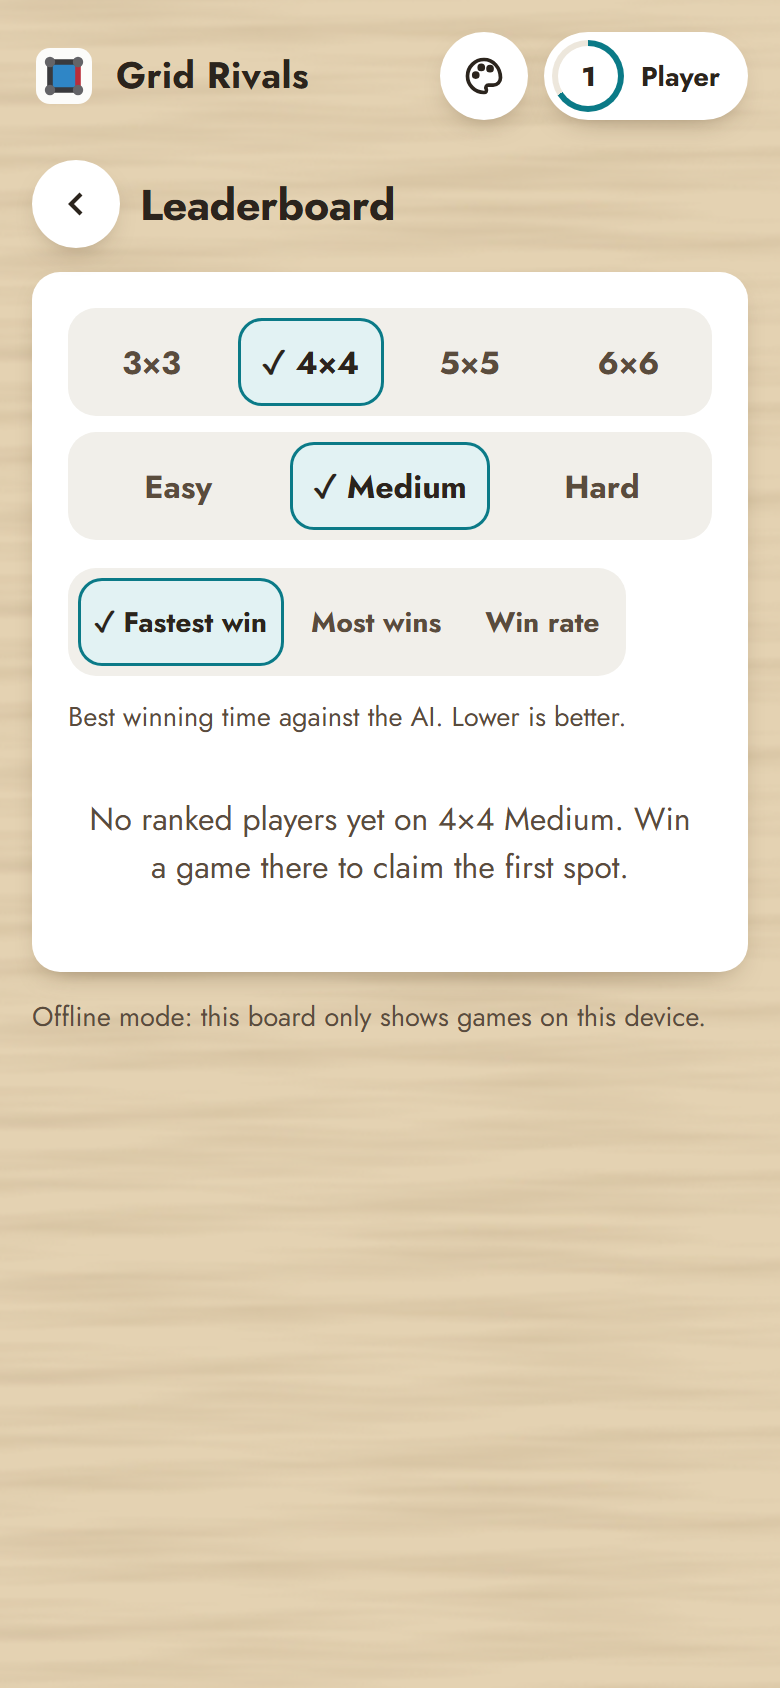 Grid Rivals
1 Player
Leaderboard
3×3 ✓ 4×4 5×5 6×6
Easy ✓ Medium Hard
✓ Fastest win Most wins Win rate
Best winning time against the AI. Lower is better.
No ranked players yet on 4×4 Medium. Win
a game there to claim the first spot.
Offline mode: this board only shows games on this device.